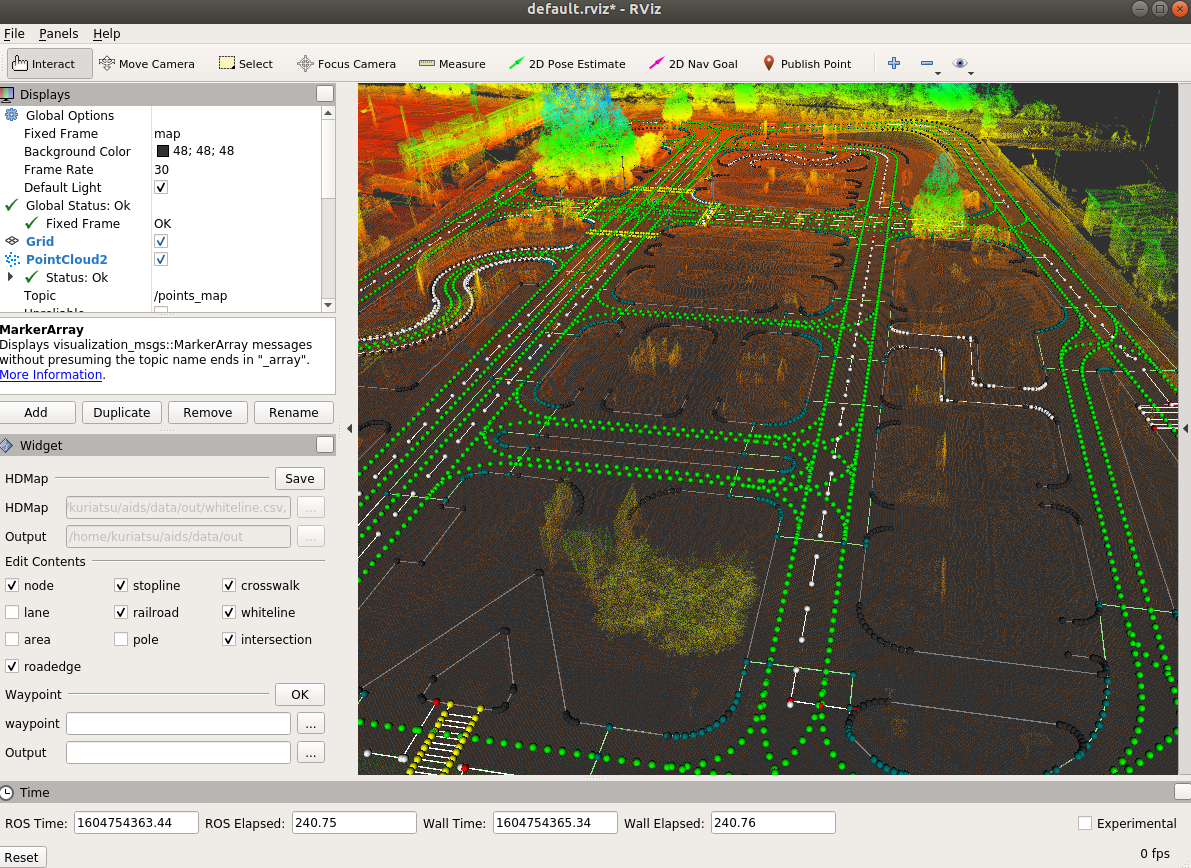 default.rviz* - RViz
File Panels Help
Interact Move Camera Select Focus Camera Measure 2D Pose Estimate 2D Nav Goal Publish Point
Displays
Global Options
Fixed Frame map
Background Color 48; 48; 48
Frame Rate 30
Default Light
Global Status: Ok
Fixed Frame OK
Grid
PointCloud2
Status: Ok
Topic /points_map
MarkerArray
Displays visualization_msgs::MarkerArray messages
without presuming the topic name ends in "_array".
More Information.
Add Duplicate Remove Rename
Widget
HDMap Save
HDMap /kuriatsu/aids/data/out/whiteline.csv, ...
Output /home/kuriatsu/aids/data/out ...
Edit Contents
node stopline crosswalk
lane railroad whiteline
area pole intersection
roadedge
Waypoint OK
waypoint ...
Output ...
Time
ROS Time: 1604754363.44 ROS Elapsed: 240.75 Wall Time: 1604754365.34 Wall Elapsed: 240.76 Experimental
Reset 0 fps